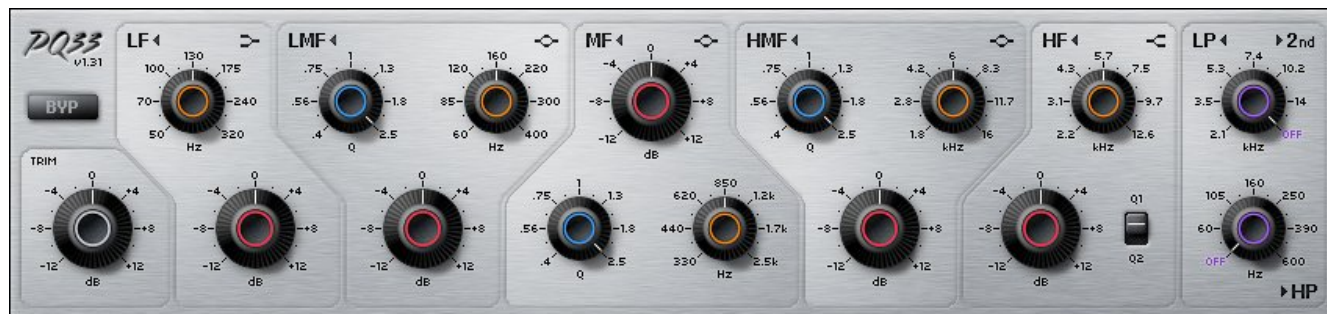 PQ33
v1.31
BYP
TRIM
0
-4 +4
-8 +8
-12 +12
dB
LF
130
100 175
70 240
50 320
Hz
0
-4 +4
-8 +8
-12 +12
dB
LMF
1
.75 1.3
.56 1.8
.4 2.5
Q
160
120 220
85 300
60 400
Hz
0
-4 +4
-8 +8
-12 +12
dB
MF
0
-4 +4
-8 +8
-12 +12
dB
1
.75 1.3
.56 1.8
.4 2.5
Q
850
620 1.2k
440 1.7k
330 2.5k
Hz
HMF
1
.75 1.3
.56 1.8
.4 2.5
Q
6
4.2 8.3
2.8 11.7
1.8 16
kHz
0
-4 +4
-8 +8
-12 +12
dB
HF
5.7
4.3 7.5
3.1 9.7
2.2 12.6
kHz
0
-4 +4
-8 +8
-12 +12
dB
Q1
Q2
LP 2nd
7.4
5.3 10.2
3.5 14
2.1 OFF
kHz
160
105 250
60 390
OFF 600
Hz
HP